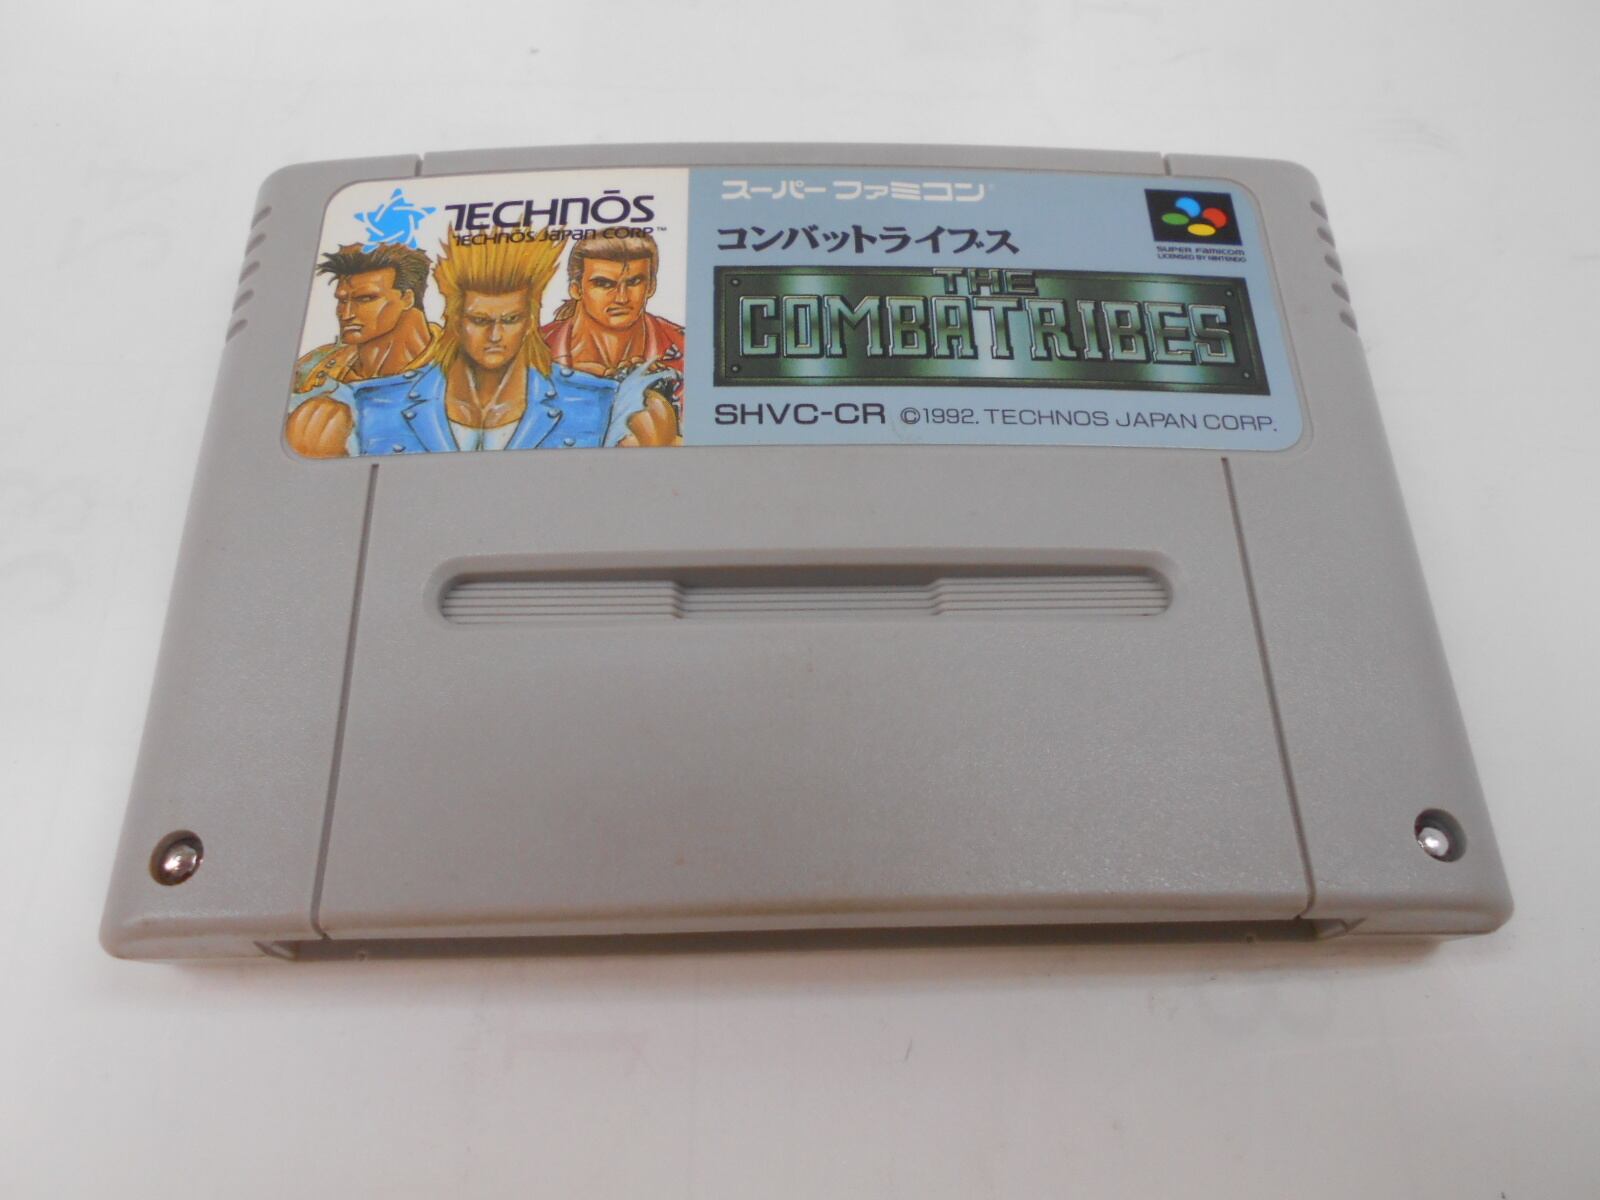 TECHNŌS
TECHNŌS JAPAN CORP™
スーパーファミコン
コンバットライブス
THE
COMBATRIBES
SHVC-CR ©1992. TECHNOS JAPAN CORP.
SUPER FAMICOM
LICENSED BY NINTENDO